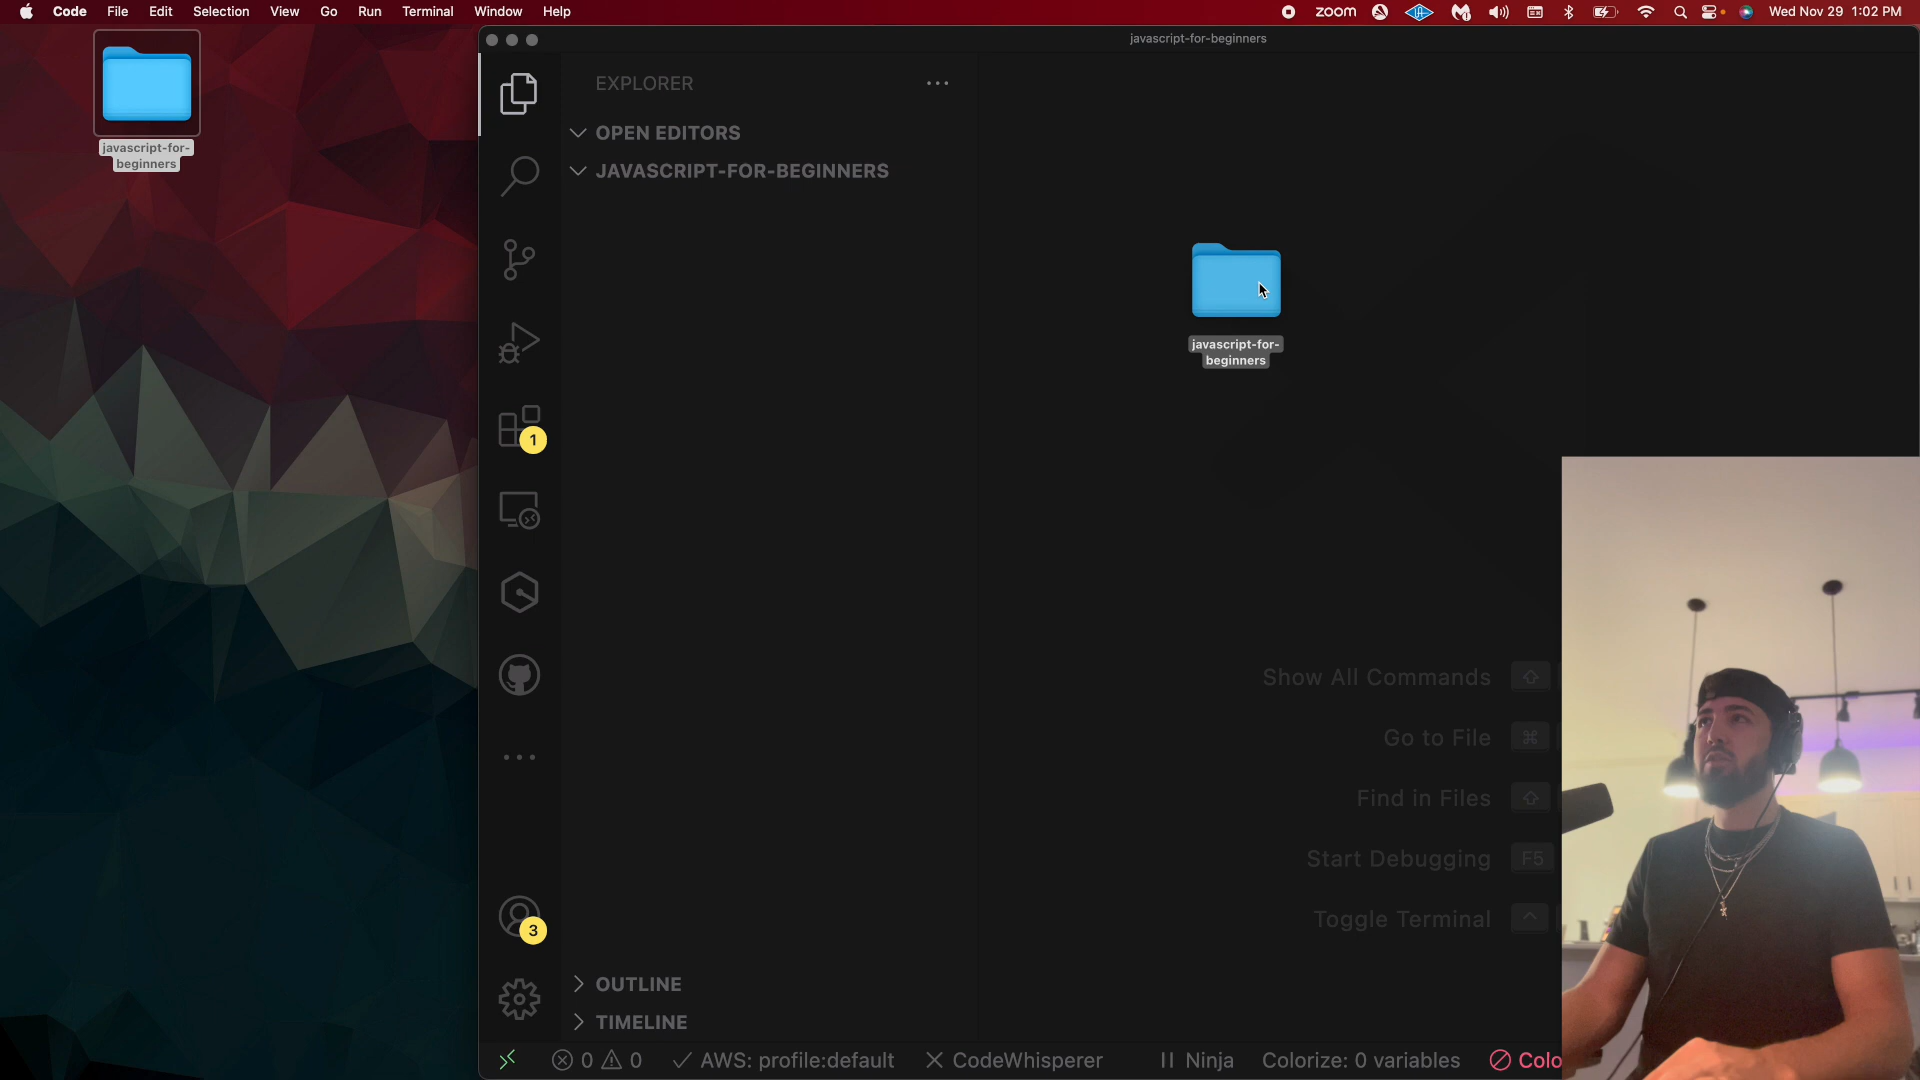 Code File Edit Selection View Go Run Terminal Window Help
zoom
Wed Nov 29 1:02 PM
javascript-for-
beginners
javascript-for-beginners
EXPLORER
OPEN EDITORS
JAVASCRIPT-FOR-BEGINNERS
javascript-for-
beginners
1
Show All Commands
Go to File ⌘
Find in Files
Start Debugging F5
Toggle Terminal ^
3
OUTLINE
TIMELINE
0 0 AWS: profile:default CodeWhisperer Ninja Colorize: 0 variables Colo